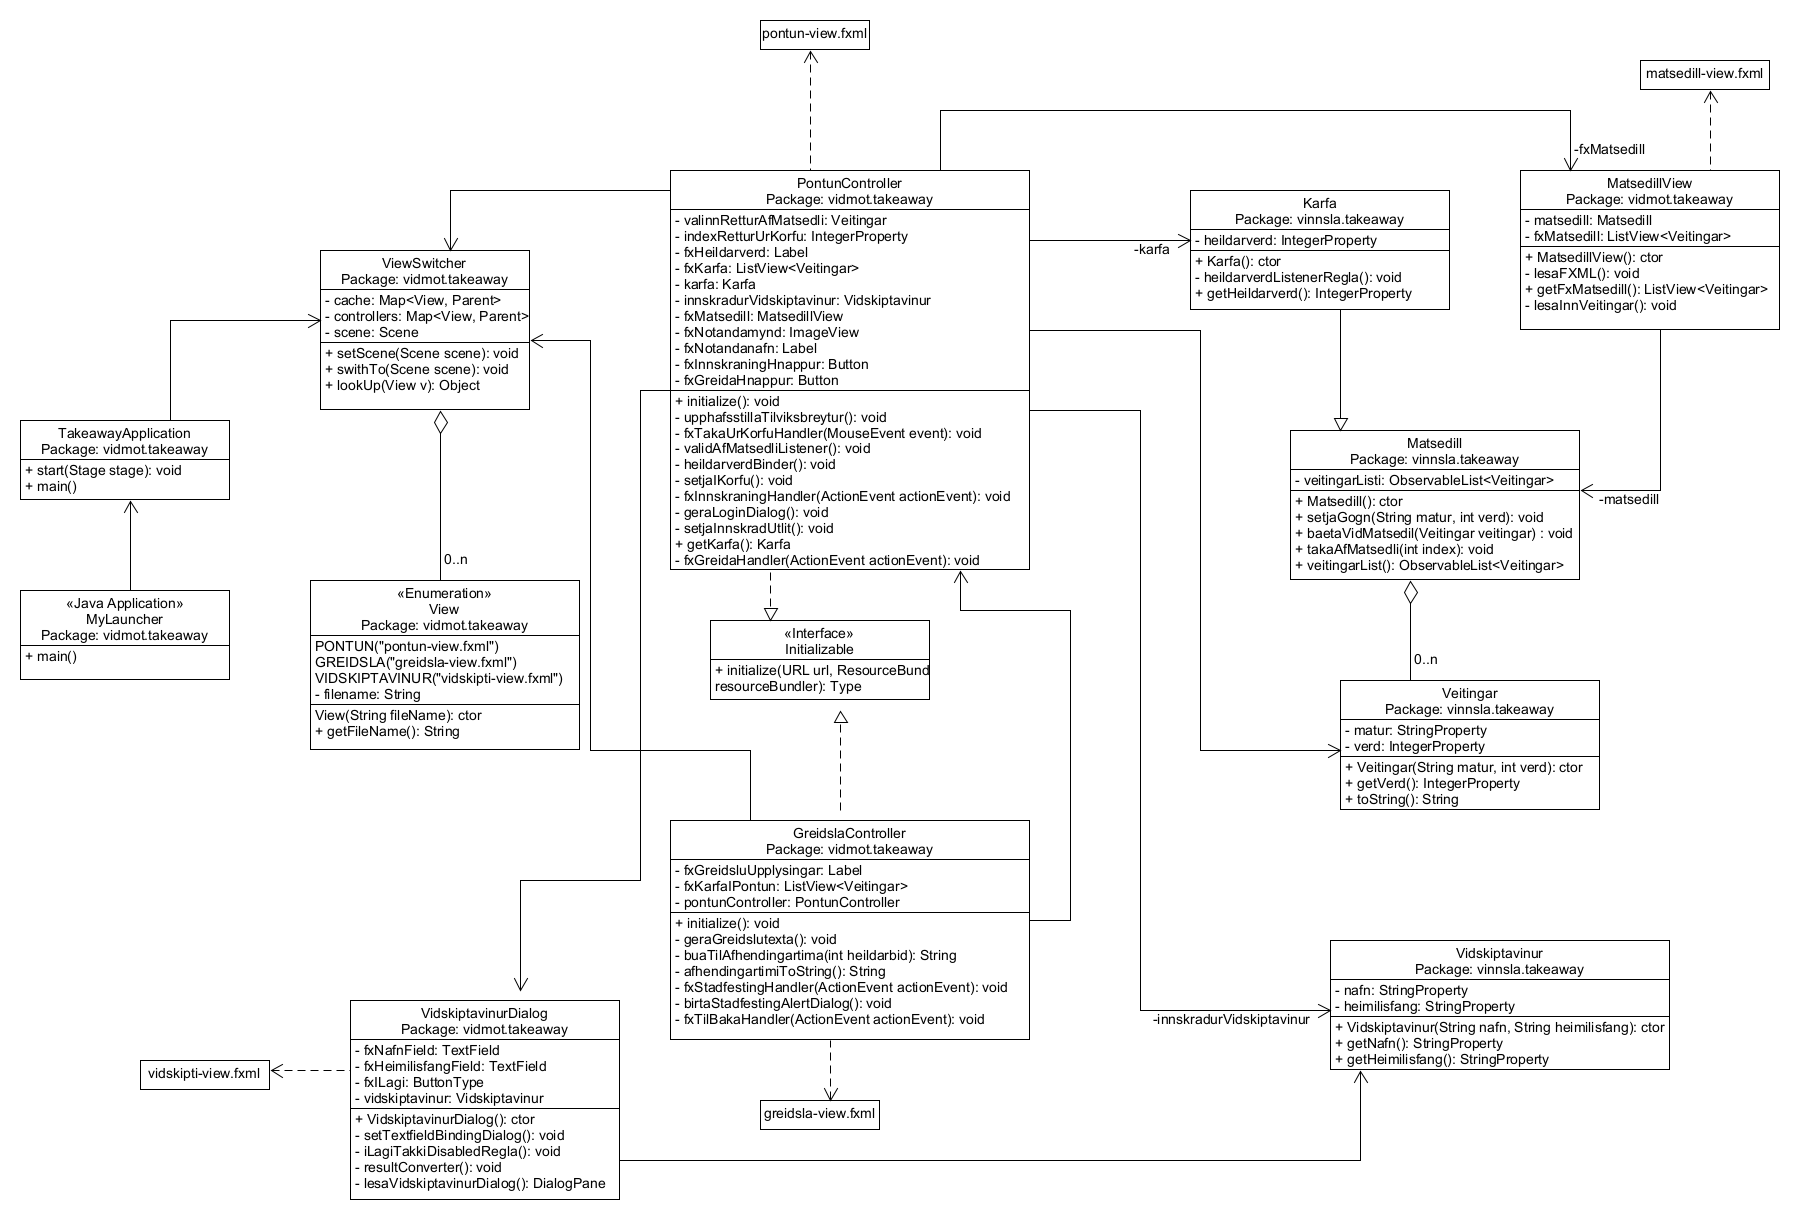 pontun-view.fxml
matsedill-view.fxml
-fxMatsedill
PontunController
Package: vidmot.takeaway
- valinnRetturAfMatsedli: Veitingar
- indexRetturUrKorfu: IntegerProperty
- fxHeildarverd: Label
- fxKarfa: ListView<Veitingar>
- karfa: Karfa
- innskradurVidskiptavinur: Vidskiptavinur
- fxMatsedill: MatsedillView
- fxNotandamynd: ImageView
- fxNotandanafn: Label
- fxInnskraningHnappur: Button
- fxGreidaHnappur: Button
+ initialize(): void
- upphafsstillaTilviksbreytur(): void
- fxTakaUrKorfuHandler(MouseEvent event): void
- validAfMatsedliListener(): void
- heildarverdBinder(): void
- setjaIKorfu(): void
- fxInnskraningHandler(ActionEvent actionEvent): void
- geraLoginDialog(): void
- setjaInnskradUtlit(): void
+ getKarfa(): Karfa
- fxGreidaHandler(ActionEvent actionEvent): void
-karfa
Karfa
Package: vinnsla.takeaway
- heildarverd: IntegerProperty
+ Karfa(): ctor
- heildarverdListenerRegla(): void
+ getHeildarverd(): IntegerProperty
MatsedillView
Package: vidmot.takeaway
- matsedill: Matsedill
- fxMatsedill: ListView<Veitingar>
+ MatsedillView(): ctor
- lesaFXML(): void
+ getFxMatsedill(): ListView<Veitingar>
- lesaInnVeitingar(): void
ViewSwitcher
Package: vidmot.takeaway
- cache: Map<View, Parent>
- controllers: Map<View, Parent>
- scene: Scene
+ setScene(Scene scene): void
+ swithTo(Scene scene): void
+ lookUp(View v): Object
TakeawayApplication
Package: vidmot.takeaway
+ start(Stage stage): void
+ main()
Matsedill
Package: vinnsla.takeaway
- veitingarListi: ObservableList<Veitingar>
+ Matsedill(): ctor
+ setjaGogn(String matur, int verd): void
+ baetaVidMatsedil(Veitingar veitingar) : void
+ takaAfMatsedli(int index): void
+ veitingarList(): ObservableList<Veitingar>
-matsedill
0..n
«Java Application»
MyLauncher
Package: vidmot.takeaway
+ main()
«Enumeration»
View
Package: vidmot.takeaway
PONTUN("pontun-view.fxml")
GREIDSLA("greidsla-view.fxml")
VIDSKIPTAVINUR("vidskipti-view.fxml")
- filename: String
View(String fileName): ctor
+ getFileName(): String
«Interface»
Initializable
+ initialize(URL url, ResourceBund
resourceBundler): Type
0..n
Veitingar
Package: vinnsla.takeaway
- matur: StringProperty
- verd: IntegerProperty
+ Veitingar(String matur, int verd): ctor
+ getVerd(): IntegerProperty
+ toString(): String
GreidslaController
Package: vidmot.takeaway
- fxGreidsluUpplysingar: Label
- fxKarfaIPontun: ListView<Veitingar>
- pontunController: PontunController
+ initialize(): void
- geraGreidslutexta(): void
- buaTilAfhendingartima(int heildarbid): String
- afhendingartimiToString(): String
- fxStadfestingHandler(ActionEvent actionEvent): void
- birtaStadfestingAlertDialog(): void
- fxTilBakaHandler(ActionEvent actionEvent): void
-innskradurVidskiptavinur
Vidskiptavinur
Package: vinnsla.takeaway
- nafn: StringProperty
- heimilisfang: StringProperty
+ Vidskiptavinur(String nafn, String heimilisfang): ctor
+ getNafn(): StringProperty
+ getHeimilisfang(): StringProperty
VidskiptavinurDialog
Package: vidmot.takeaway
- fxNafnField: TextField
- fxHeimilisfangField: TextField
- fxILagi: ButtonType
- vidskiptavinur: Vidskiptavinur
+ VidskiptavinurDialog(): ctor
- setTextfieldBindingDialog(): void
- iLagiTakkiDisabledRegla(): void
- resultConverter(): void
- lesaVidskiptavinurDialog(): DialogPane
vidskipti-view.fxml
greidsla-view.fxml